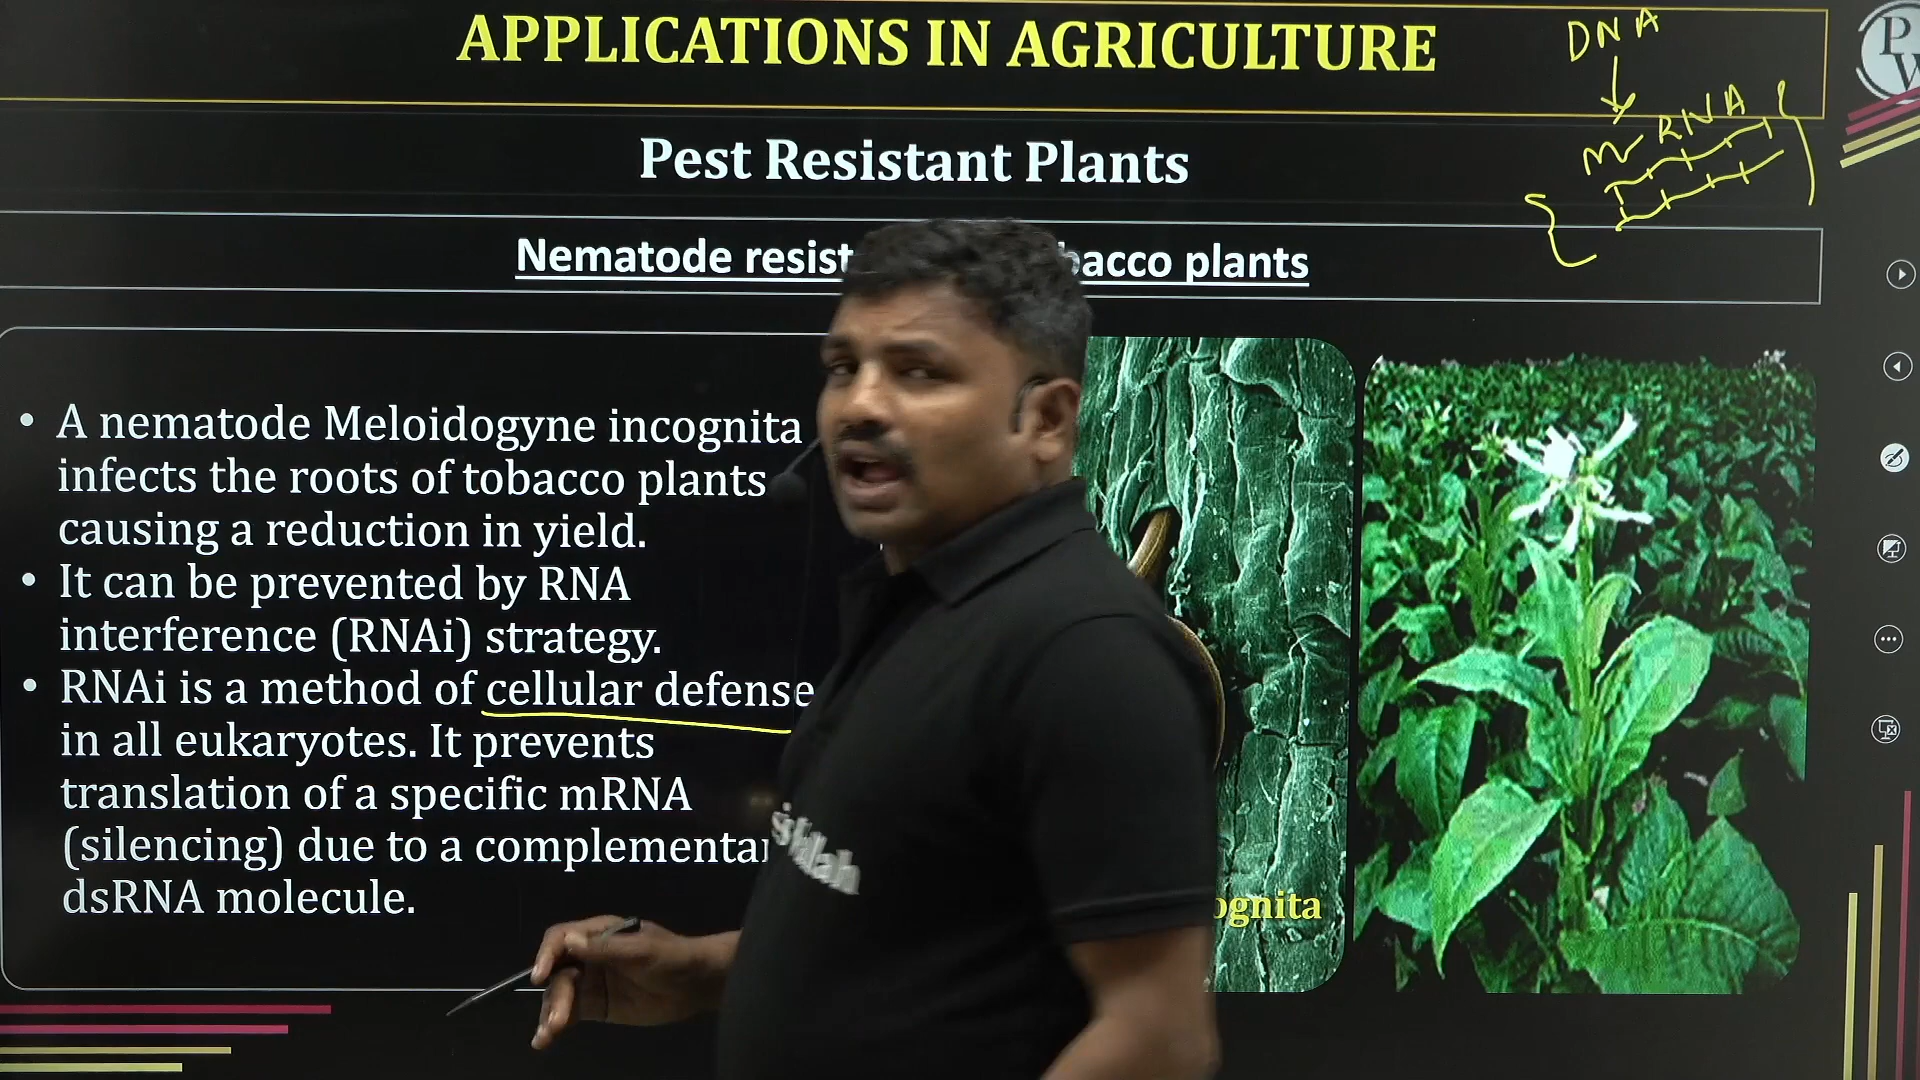 APPLICATIONS IN AGRICULTURE
DNA
mRNA
Pest Resistant Plants
Nematode resist bacco plants
• A nematode Meloidogyne incognita
infects the roots of tobacco plants
causing a reduction in yield.
• It can be prevented by RNA
interference (RNAi) strategy.
• RNAi is a method of cellular defense
in all eukaryotes. It prevents
translation of a specific mRNA
(silencing) due to a complementar
dsRNA molecule.
ognita